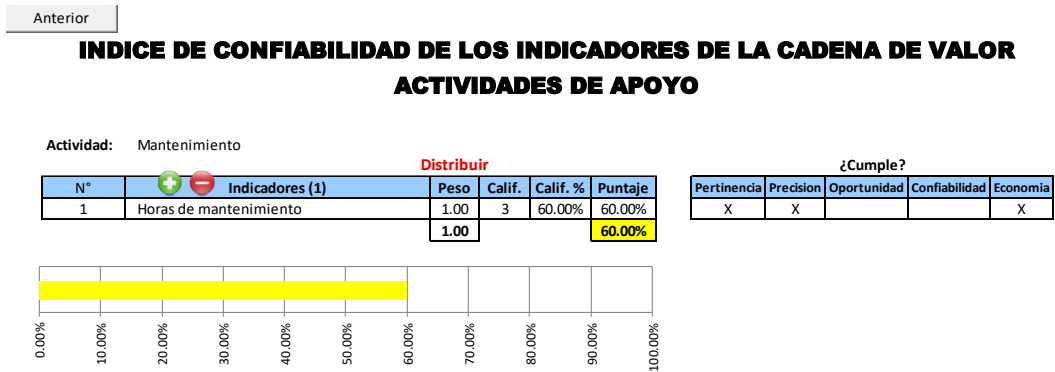 Anterior
INDICE DE CONFIABILIDAD DE LOS INDICADORES DE LA CADENA DE VALOR
ACTIVIDADES DE APOYO
Actividad: Mantenimiento
Distribuir ¿Cumple?
N° Indicadores (1) Peso Calif. Calif. % Puntaje Pertinencia Precision Oportunidad Confiabilidad Economia
1 Horas de mantenimiento 1.00 3 60.00% 60.00% X X X
1.00 60.00%
0.00% 10.00% 20.00% 30.00% 40.00% 50.00% 60.00% 70.00% 80.00% 90.00% 100.00%